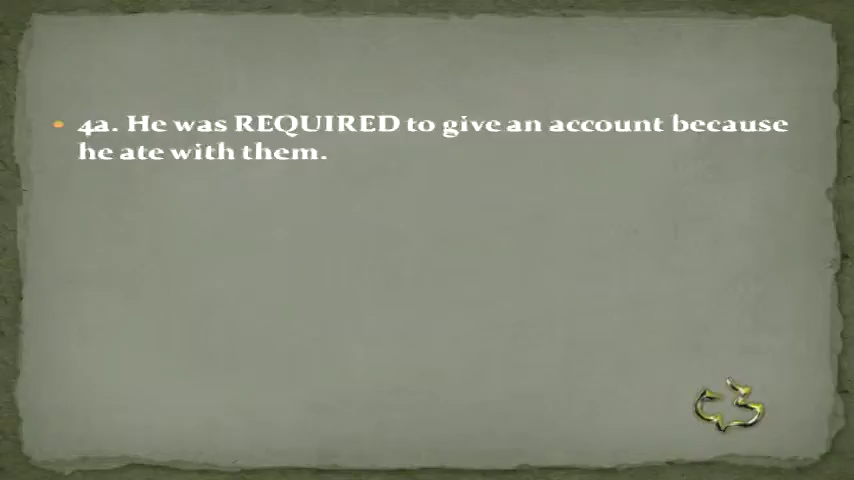 • 4a. He was REQUIRED to give an account because
he ate with them.